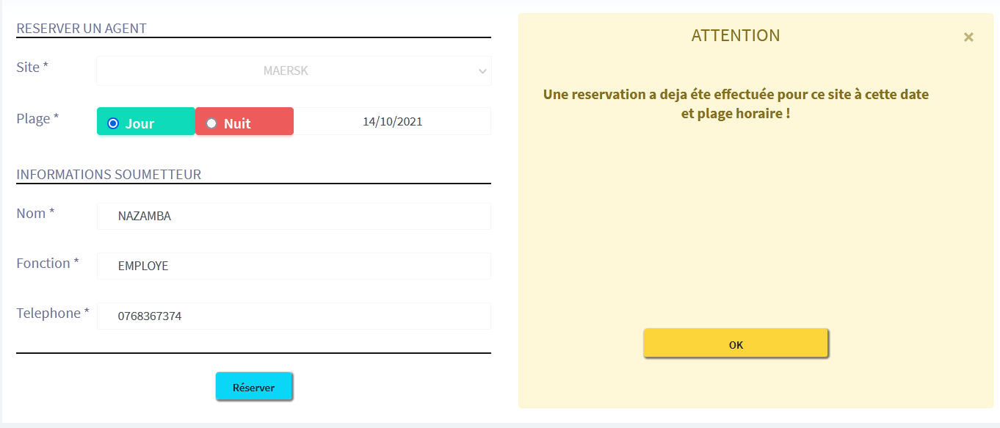 RESERVER UN AGENT
Site *
MAERSK
Plage *
Jour
Nuit
14/10/2021
INFORMATIONS SOUMETTEUR
Nom *
NAZAMBA
Fonction *
EMPLOYE
Telephone *
0768367374
Réserver
ATTENTION
×
Une reservation a deja éte effectuée pour ce site à cette date
et plage horaire !
OK